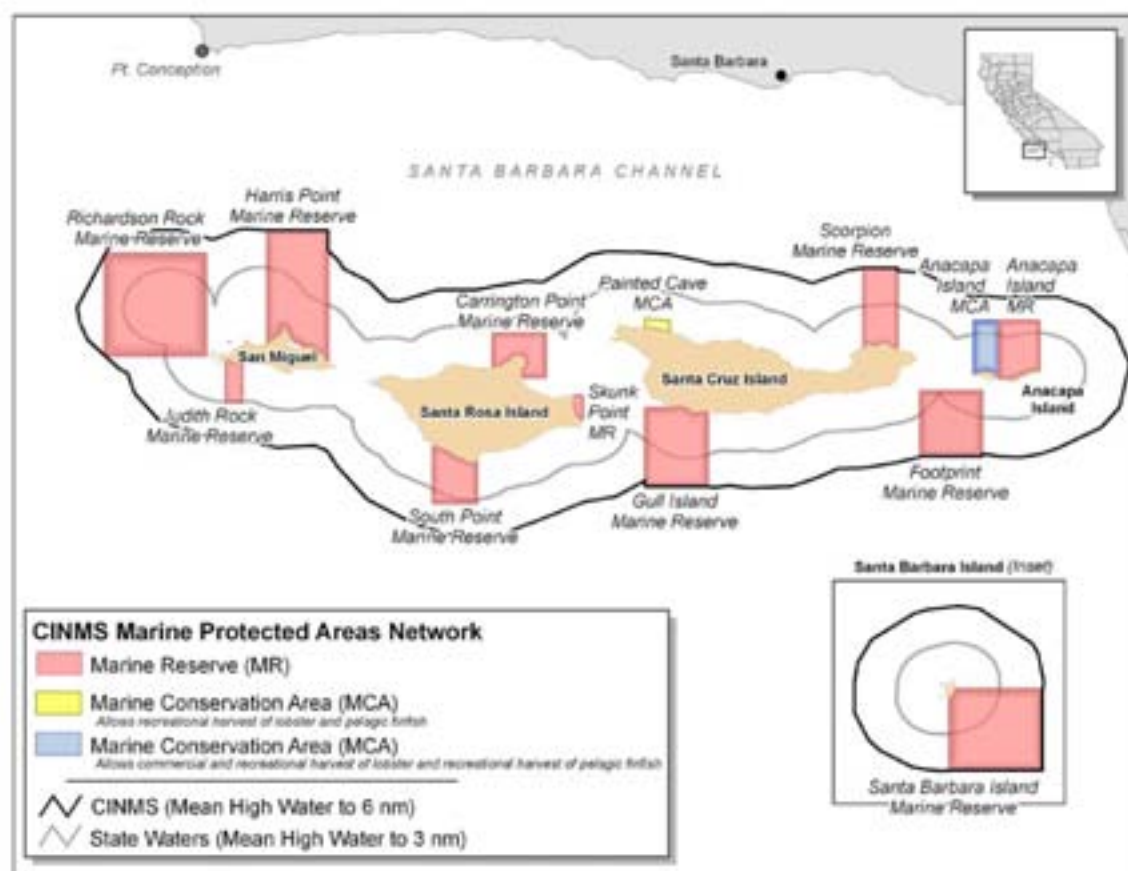 Pt. Conception
Santa Barbara
SANTA BARBARA CHANNEL
Harris Point
Marine Reserve
Richardson Rock
Marine Reserve
Scorpion
Marine Reserve
Anacapa
Island
MCA
Anacapa
Island
MR
Painted Cave
MCA
Carrington Point
Marine Reserve
San Miguel
Santa Cruz Island
Skunk
Point
MR
Santa Rosa Island
Anacapa
Island
Judith Rock
Marine Reserve
Footprint
Marine Reserve
Gull Island
Marine Reserve
South Point
Marine Reserve
Santa Barbara Island (Inset)
Santa Barbara Island
Marine Reserve
CINMS Marine Protected Areas Network
Marine Reserve (MR)
Marine Conservation Area (MCA)
Allows recreational harvest of lobster and pelagic finfish
Marine Conservation Area (MCA)
Allows commercial and recreational harvest of lobster and recreational harvest of pelagic finfish
CINMS (Mean High Water to 6 nm)
State Waters (Mean High Water to 3 nm)